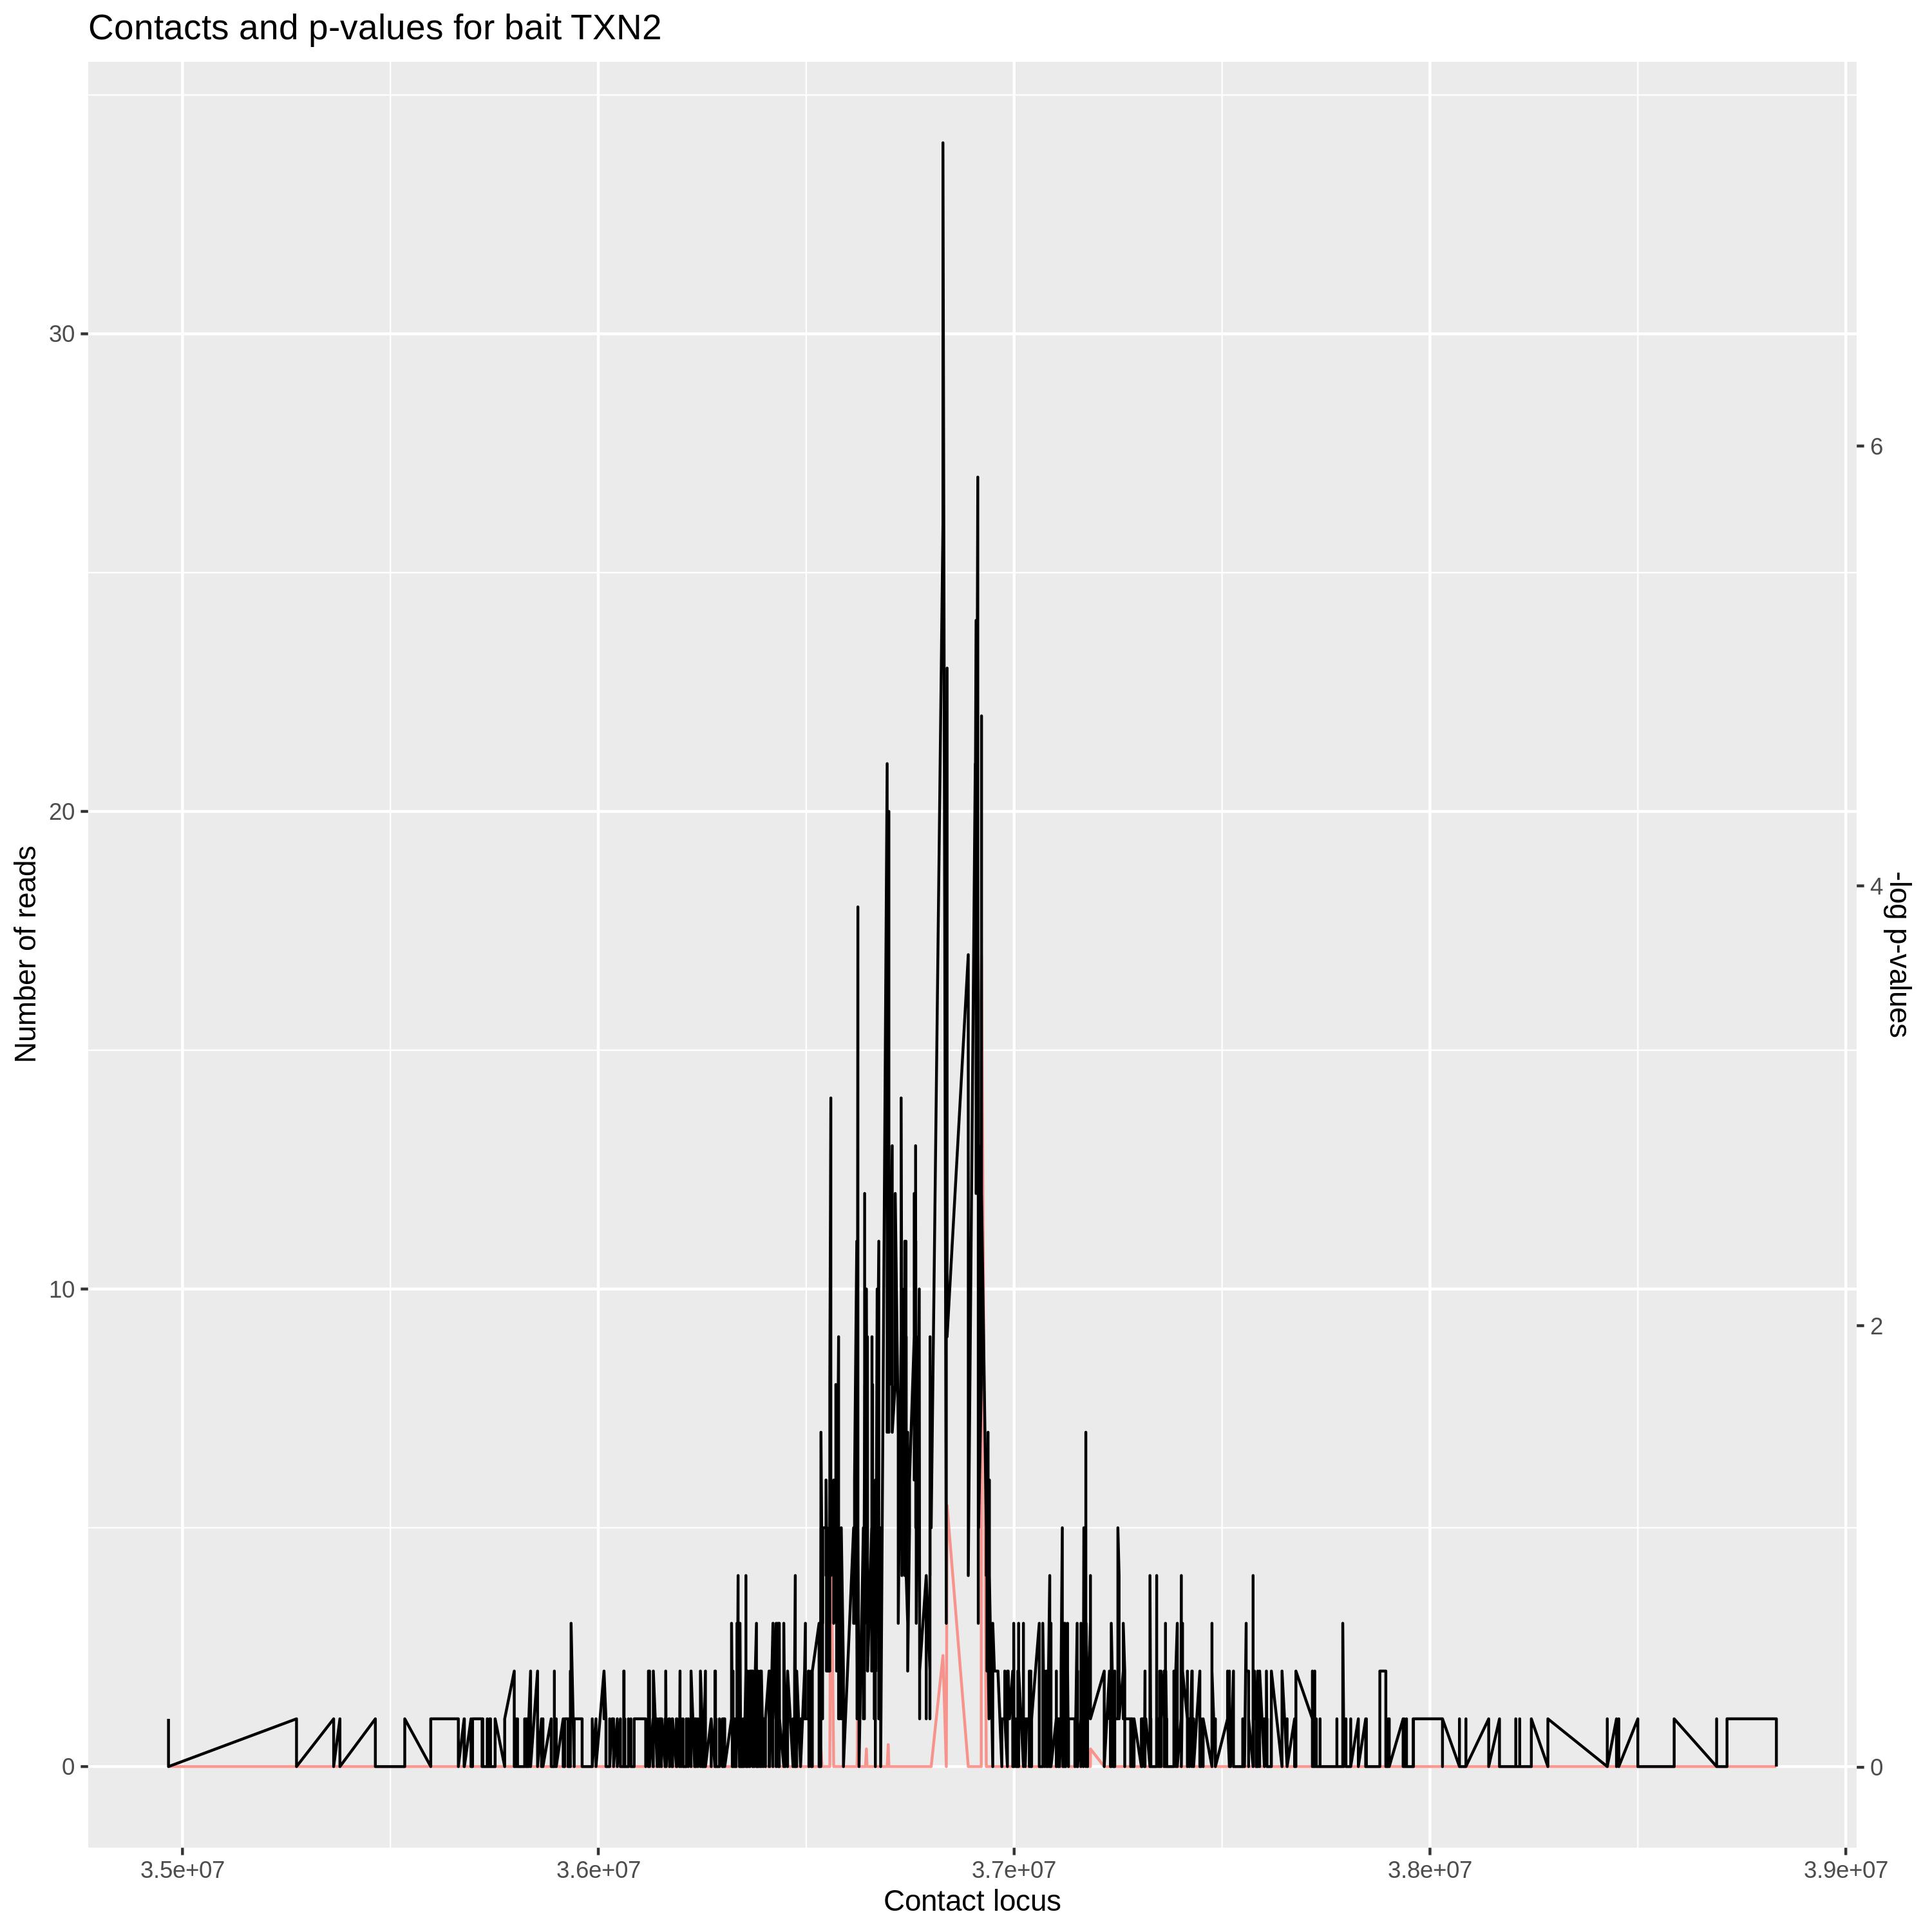 Contacts and p-values for bait TXN2
30
20
10
0
Number of reads
6
4
2
0
-log p-values
3.5e+07
3.6e+07
3.7e+07
3.8e+07
3.9e+07
Contact locus